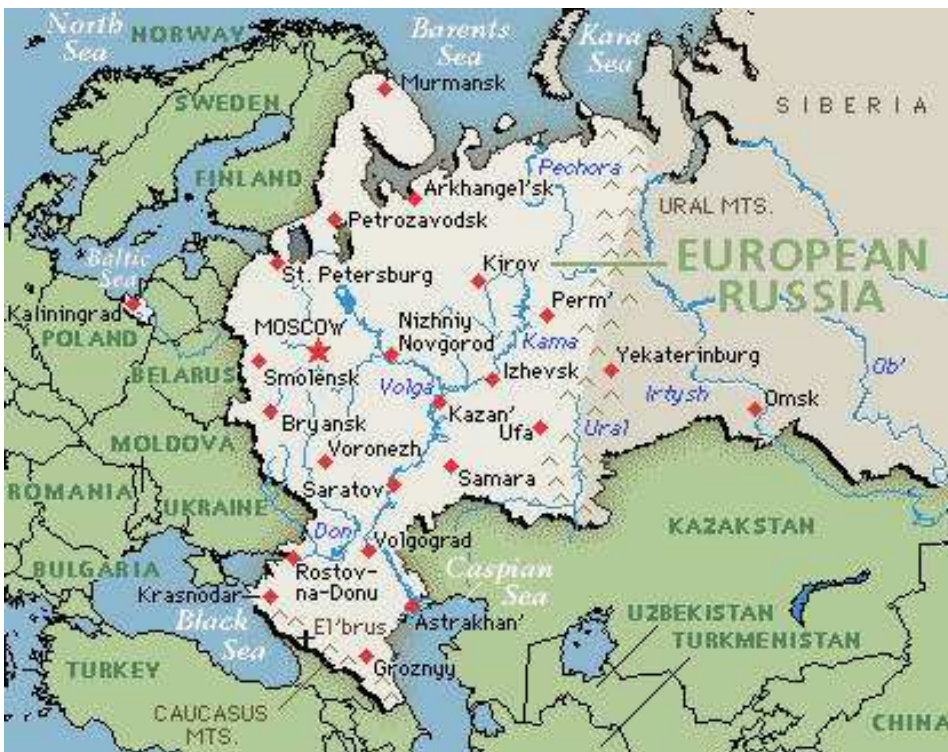 North
Sea
NORWAY
Barents
Sea
Kara
Sea
Murmansk
SWEDEN
SIBERIA
Pechora
FINLAND
Arkhangel'sk
URAL MTS.
Petrozavodsk
Baltic
Sea
St. Petersburg
Kirov
EUROPEAN
RUSSIA
Kaliningrad
Perm'
POLAND
MOSCOW
Nizhniy
Novgorod
Kama
Yekaterinburg
BELARUS
Smolensk
Volga
Izhevsk
Irtysh
Ob'
Omsk
Bryansk
Kazan'
Ufa
Ural
MOLDOVA
Voronezh
Samara
ROMANIA
Saratov
UKRAINE
Don
KAZAKSTAN
Volgograd
BULGARIA
Rostov-
na-Donu
Caspian
Sea
Krasnodar
Black
Sea
El'brus
Astrakhan'
UZBEKISTAN
TURKMENISTAN
TURKEY
Groznyy
CAUCASUS
MTS.
CHINA